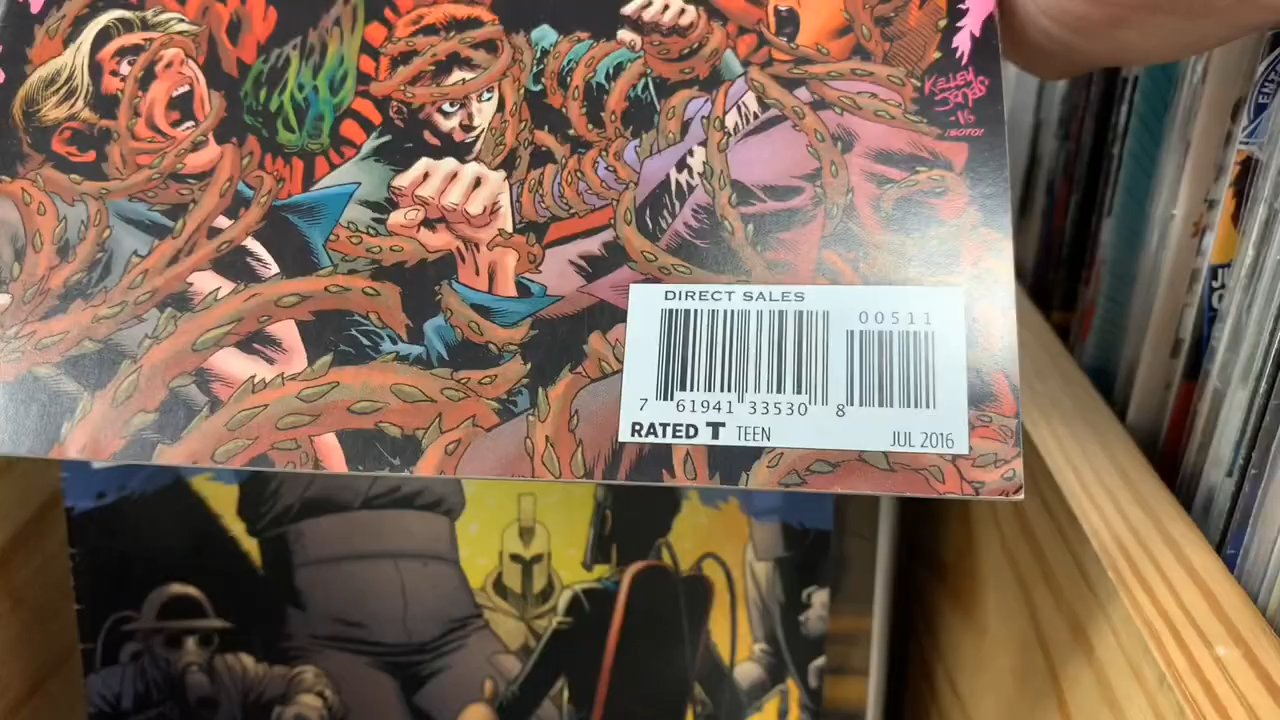 KELLEY
JONES
-16
!SOTO!
DIRECT SALES
00511
7 61941 33530 8
RATED T TEEN
JUL 2016